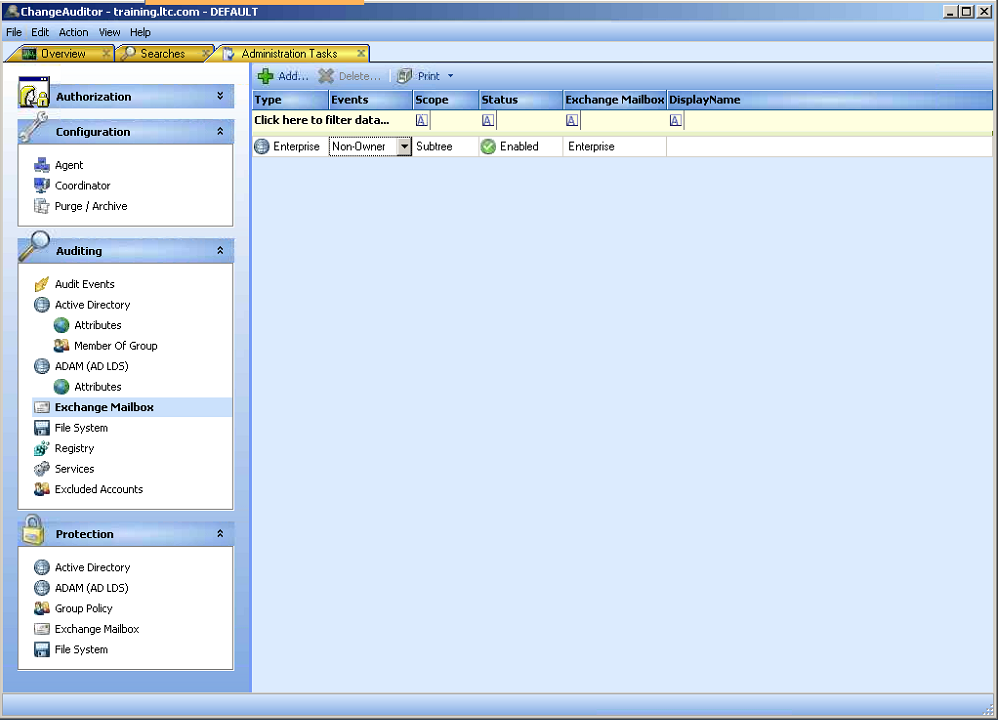 ChangeAuditor - training.ltc.com - DEFAULT
File Edit Action View Help
Overview Searches Administration Tasks
Add... Delete... Print
Type Events Scope Status Exchange Mailbox DisplayName
Click here to filter data... A A A A
Enterprise Non-Owner Subtree Enabled Enterprise
Authorization
Configuration
Agent
Coordinator
Purge / Archive
Auditing
Audit Events
Active Directory
Attributes
Member Of Group
ADAM (AD LDS)
Attributes
Exchange Mailbox
File System
Registry
Services
Excluded Accounts
Protection
Active Directory
ADAM (AD LDS)
Group Policy
Exchange Mailbox
File System